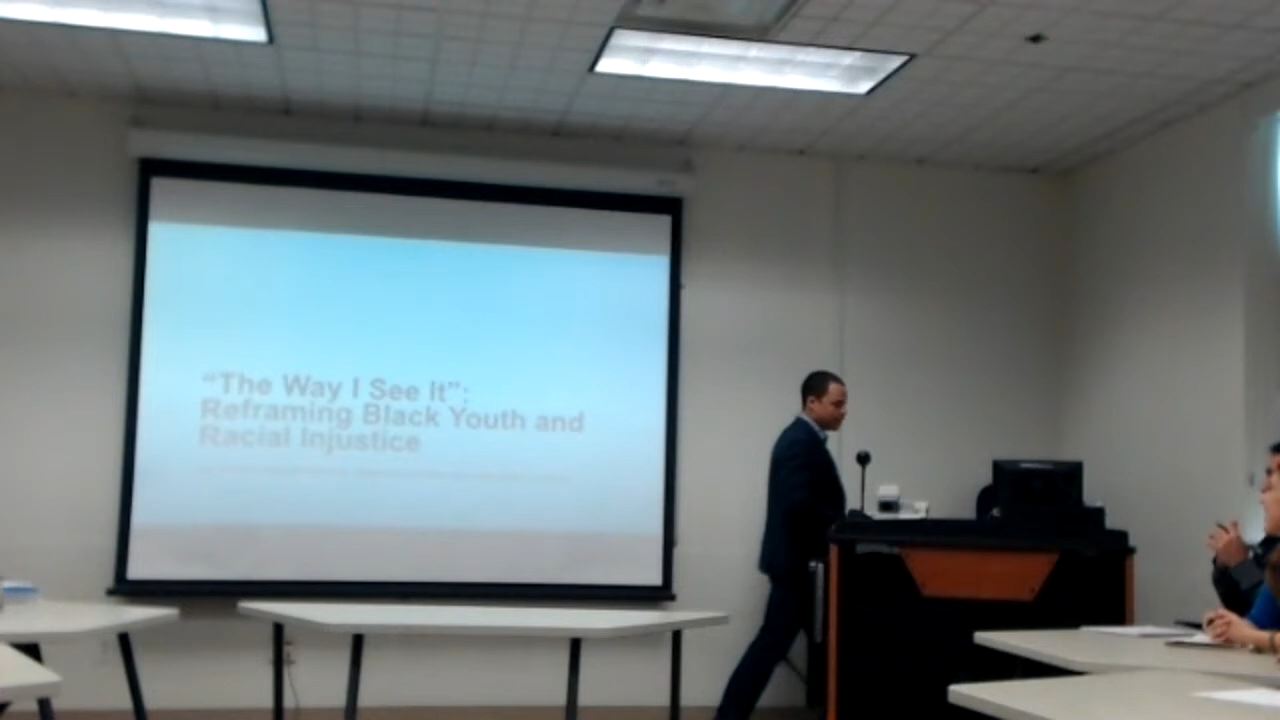 “The Way I See It”:
Reframing Black Youth and
Racial Injustice